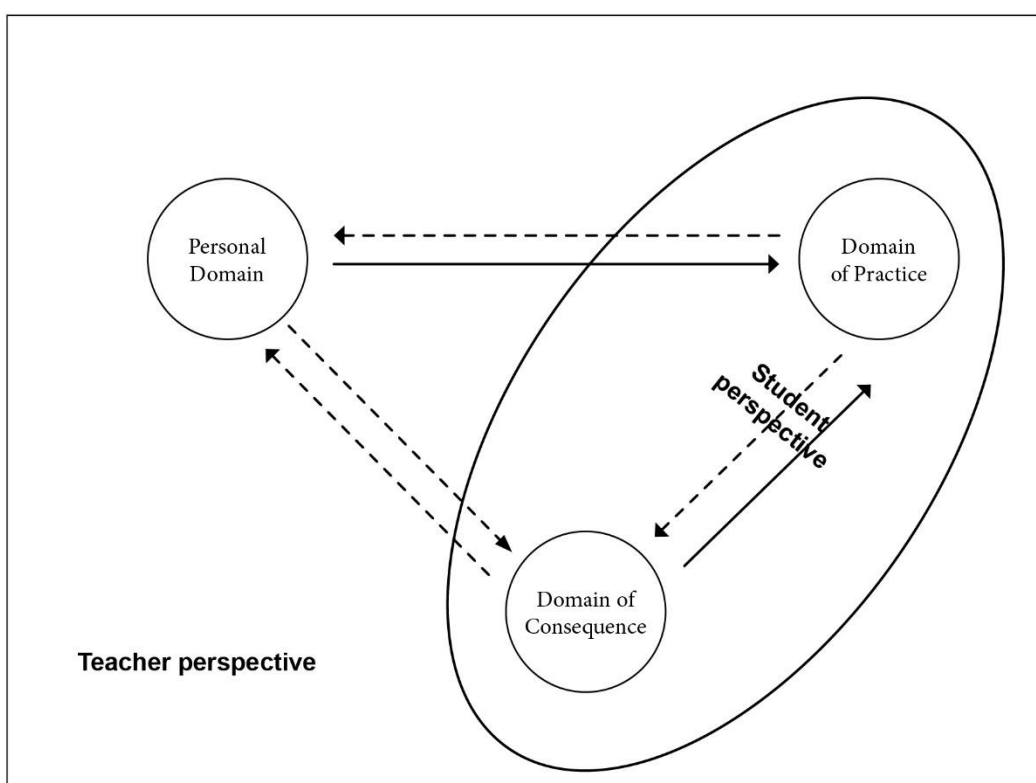 Personal
Domain
Domain
of Practice
Student
perspective
Domain of
Consequence
Teacher perspective